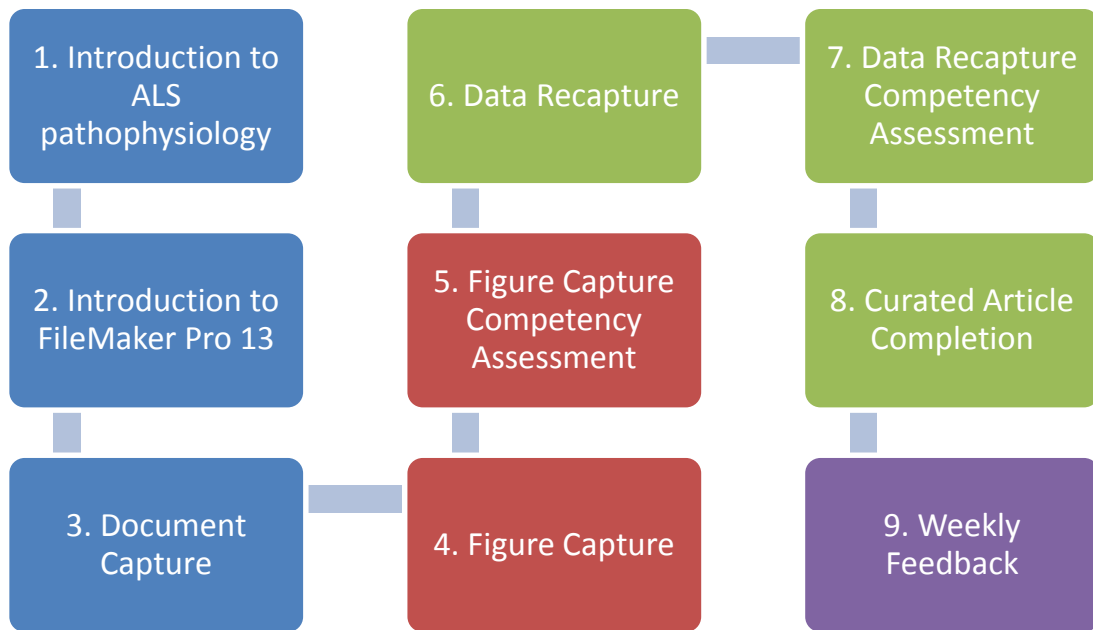 1. Introduction to
ALS
pathophysiology
2. Introduction to
FileMaker Pro 13
3. Document
Capture
4. Figure Capture
5. Figure Capture
Competency
Assessment
6. Data Recapture
7. Data Recapture
Competency
Assessment
8. Curated Article
Completion
9. Weekly
Feedback